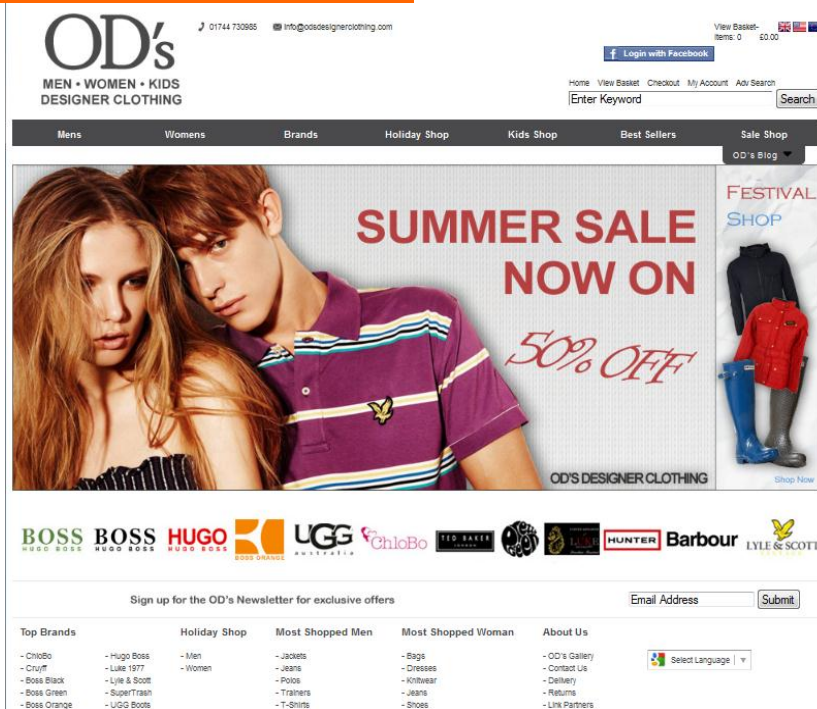 OD's
MEN • WOMEN • KIDS
DESIGNER CLOTHING
01744 730985 info@odsdesignerclothing.com
View Basket-
Items: 0 £0.00
f Login with Facebook
Home View Basket Checkout My Account Adv Search
Enter Keyword Search
Mens Womens Brands Holiday Shop Kids Shop Best Sellers Sale Shop
OD's Blog
SUMMER SALE
NOW ON
50% OFF
OD'S DESIGNER CLOTHING
FESTIVAL
SHOP
Shop Now
BOSS BOSS HUGO UGG ChloBo TED BAKER LUKE HUNTER Barbour LYLE & SCOTT
HUGO BOSS HUGO BOSS HUGO BOSS BOSS ORANGE australia LONDON
Sign up for the OD's Newsletter for exclusive offers Email Address Submit
Top Brands Holiday Shop Most Shopped Men Most Shopped Woman About Us
- ChloBo - Hugo Boss - Men - Jackets - Bags - OD's Gallery Select Language
- Cruyff - Luke 1977 - Women - Jeans - Dresses - Contact Us
- Boss Black - Lyle & Scott - Polos - Knitwear - Delivery
- Boss Green - SuperTrash - Trainers - Jeans - Returns
- Boss Orange - UGG Boots - T-Shirts - Shoes - Link Partners